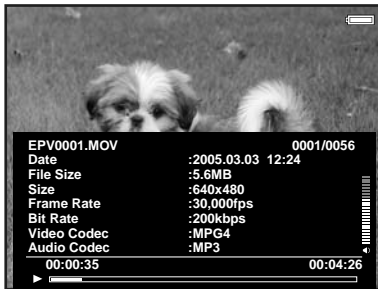 EPV0001.MOV 0001/0056
Date :2005.03.03 12:24
File Size :5.6MB
Size :640x480
Frame Rate :30,000fps
Bit Rate :200kbps
Video Codec :MPG4
Audio Codec :MP3
00:00:35 00:04:26